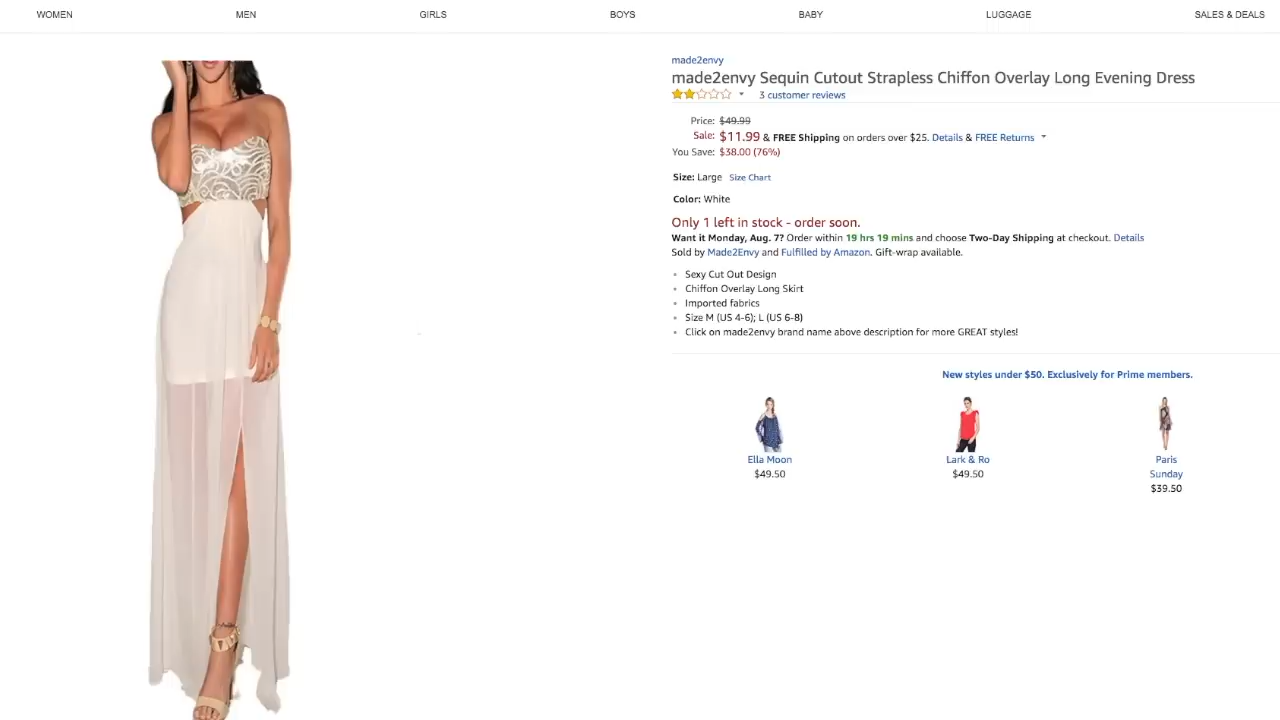 WOMEN MEN GIRLS BOYS BABY LUGGAGE SALES & DEALS
made2envy
made2envy Sequin Cutout Strapless Chiffon Overlay Long Evening Dress
3 customer reviews
Price: $49.99
Sale: $11.99 & FREE Shipping on orders over $25. Details & FREE Returns
You Save: $38.00 (76%)
Size: Large Size Chart
Color: White
Only 1 left in stock - order soon.
Want it Monday, Aug. 7? Order within 19 hrs 19 mins and choose Two-Day Shipping at checkout. Details
Sold by Made2Envy and Fulfilled by Amazon. Gift-wrap available.
Sexy Cut Out Design
Chiffon Overlay Long Skirt
Imported fabrics
Size M (US 4-6); L (US 6-8)
Click on made2envy brand name above description for more GREAT styles!
New styles under $50. Exclusively for Prime members.
Ella Moon Lark & Ro Paris
$49.50 $49.50 Sunday
$39.50